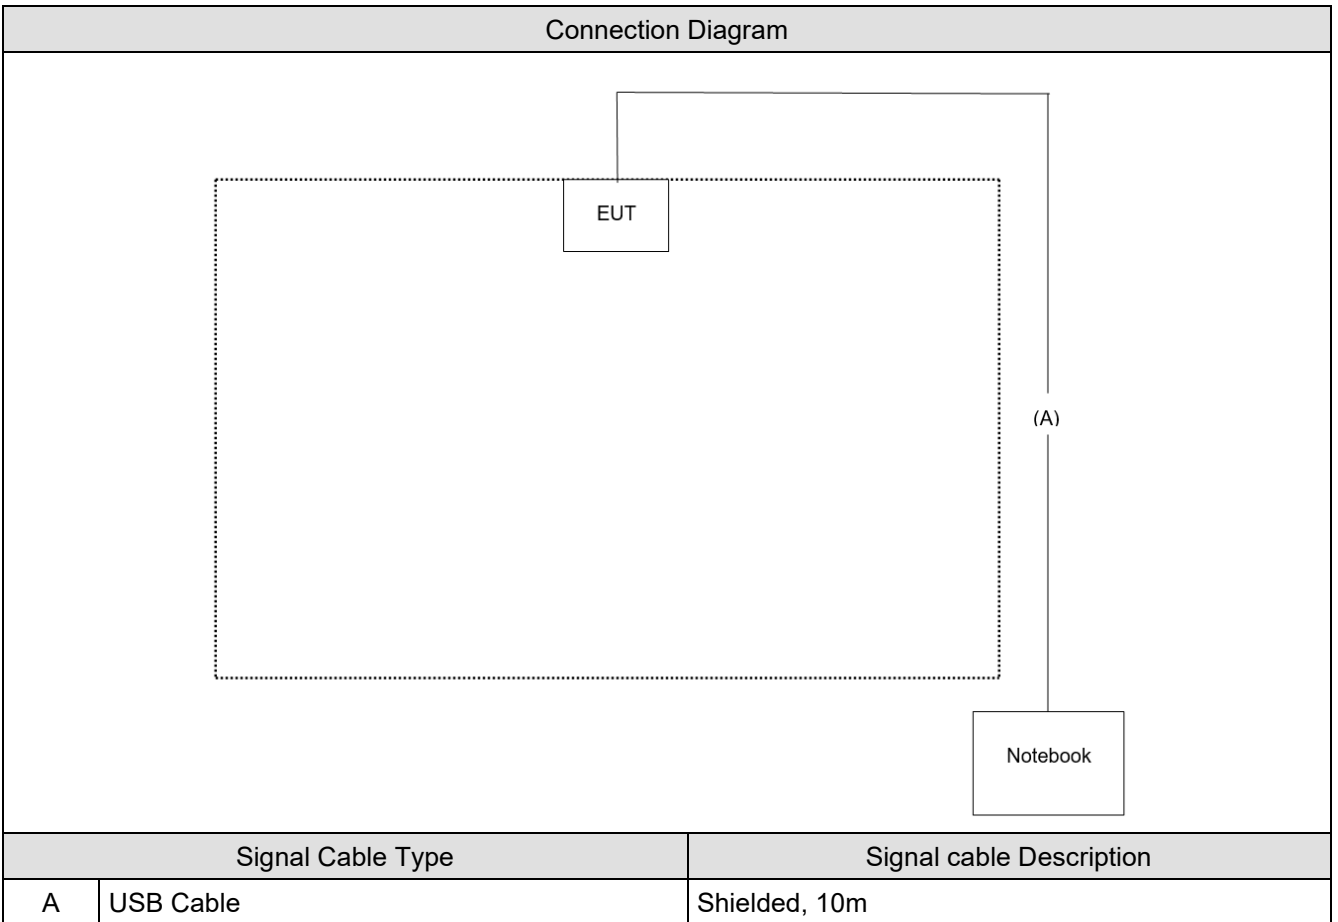 Connection Diagram
EUT
(A)
Notebook
Signal Cable Type Signal cable Description
A USB Cable Shielded, 10m